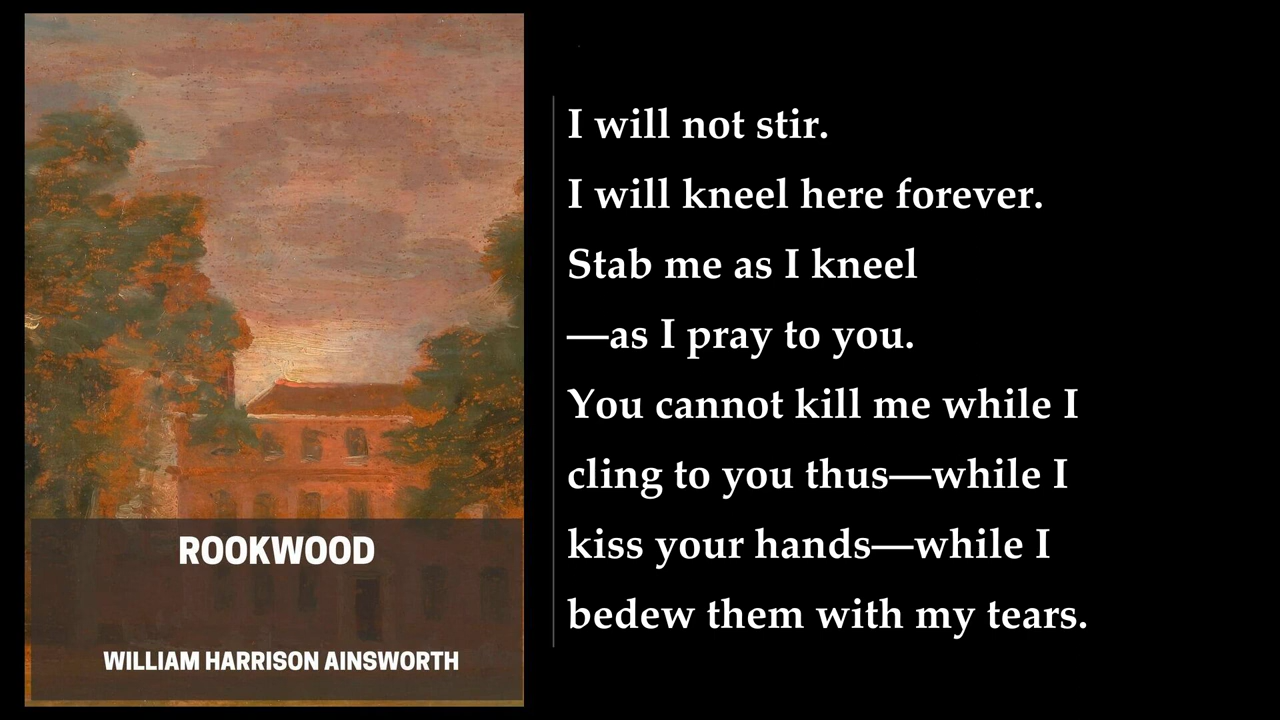 ROOKWOOD
WILLIAM HARRISON AINSWORTH
I will not stir.
I will kneel here forever.
Stab me as I kneel
—as I pray to you.
You cannot kill me while I
cling to you thus—while I
kiss your hands—while I
bedew them with my tears.